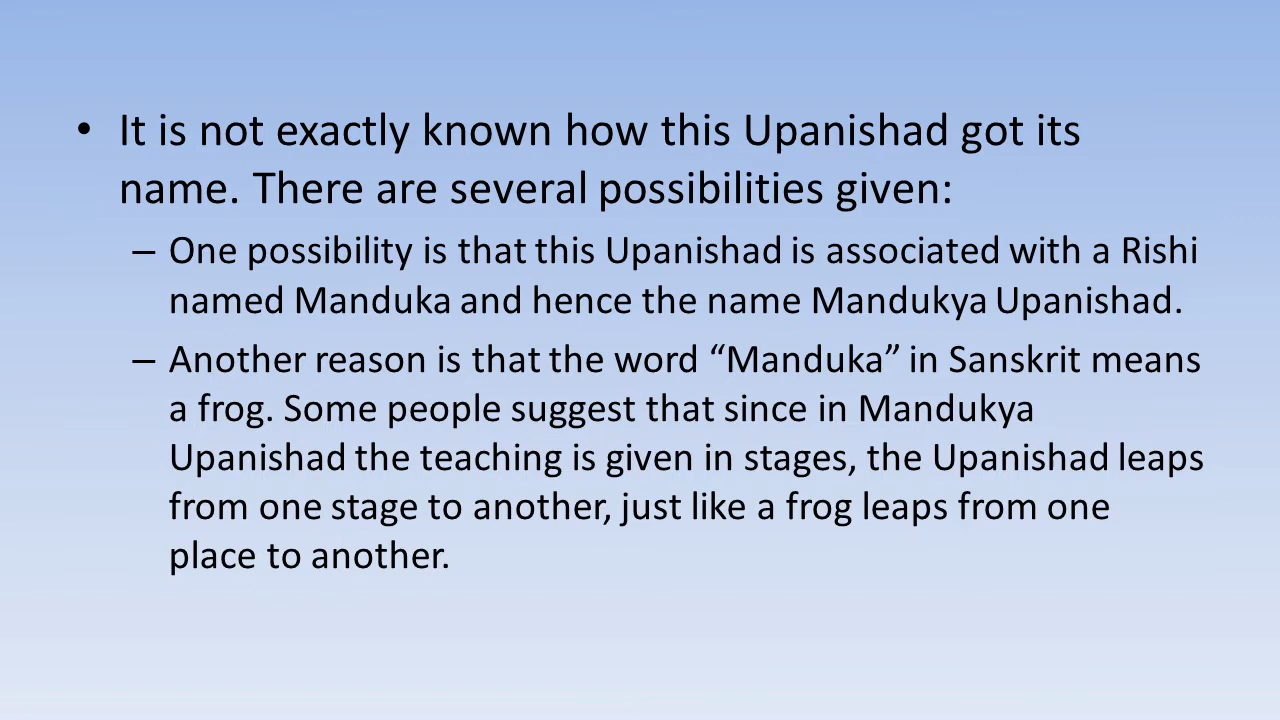 • It is not exactly known how this Upanishad got its
name. There are several possibilities given:
– One possibility is that this Upanishad is associated with a Rishi
named Manduka and hence the name Mandukya Upanishad.
– Another reason is that the word “Manduka” in Sanskrit means
a frog. Some people suggest that since in Mandukya
Upanishad the teaching is given in stages, the Upanishad leaps
from one stage to another, just like a frog leaps from one
place to another.